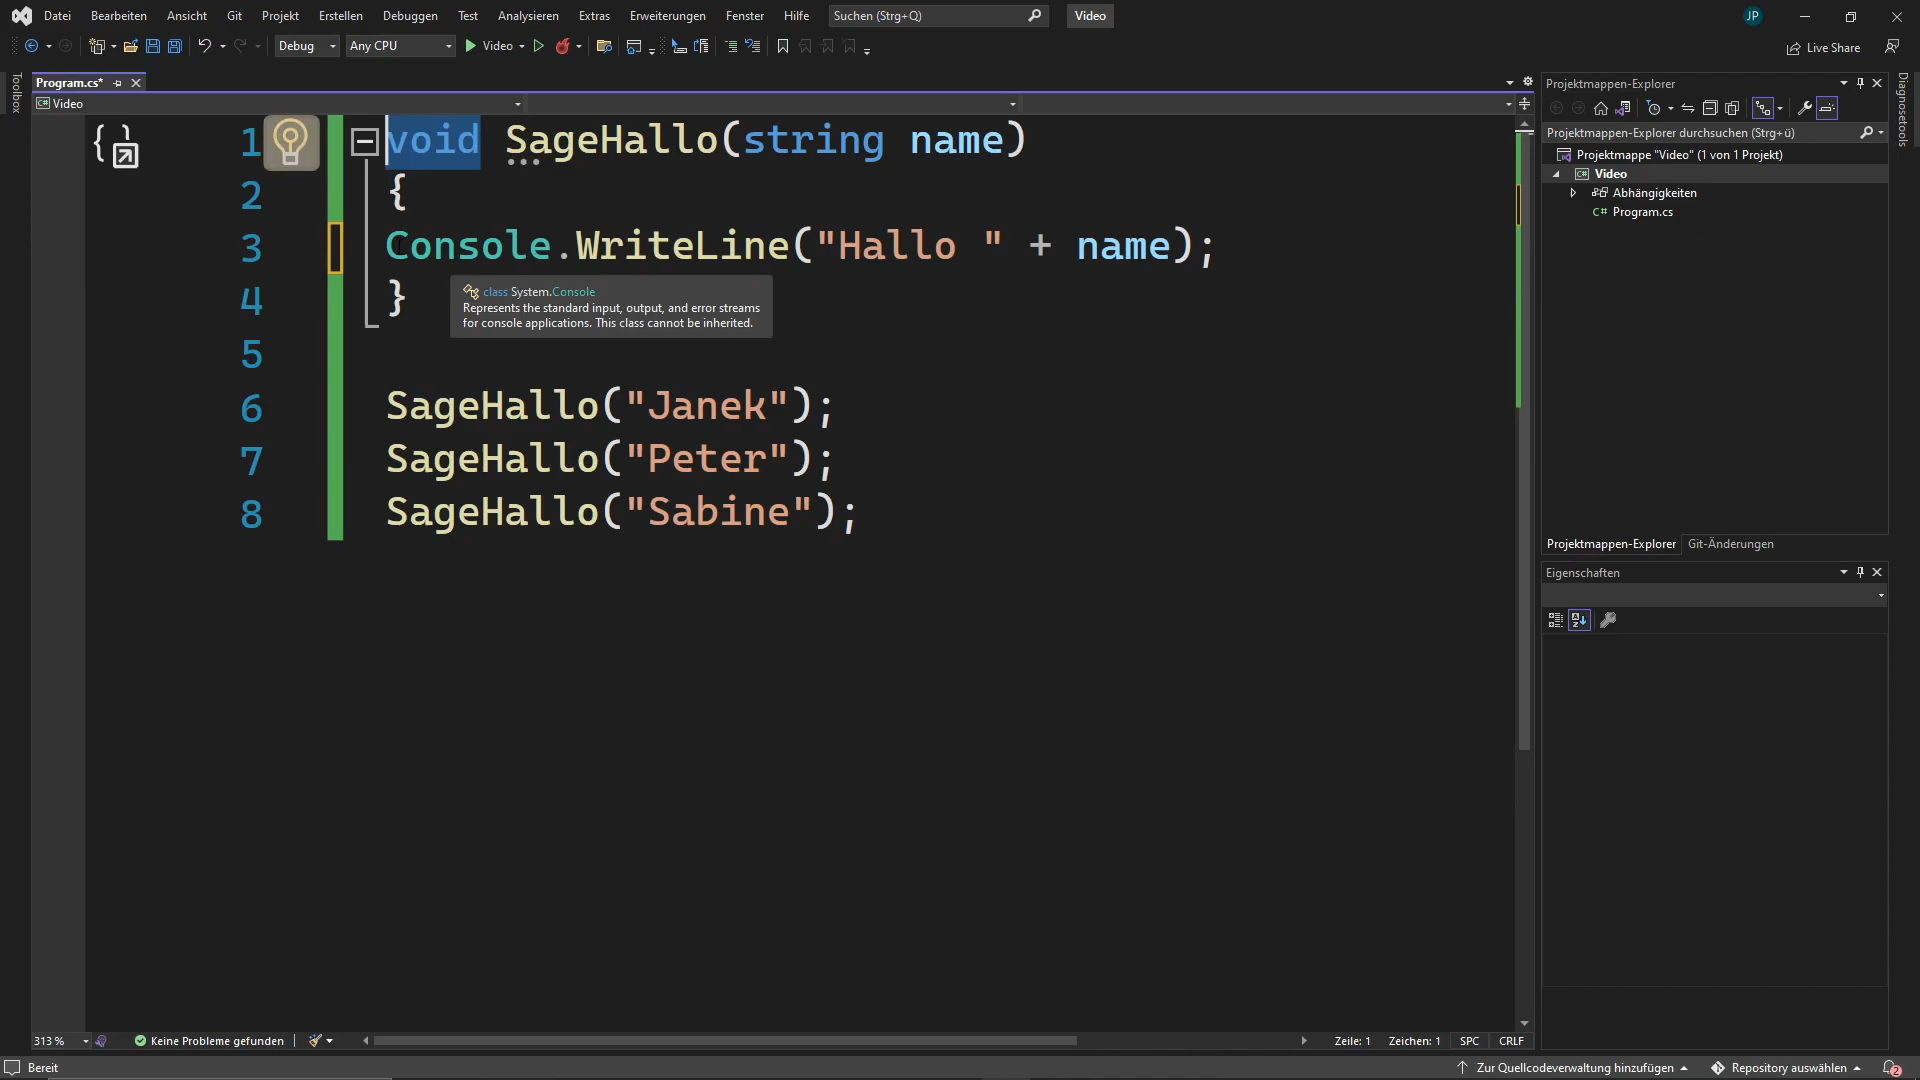 Datei Bearbeiten Ansicht Git Projekt Erstellen Debuggen Test Analysieren Extras Erweiterungen Fenster Hilfe Suchen (Strg+Q) Video JP
Debug Any CPU Video Live Share
Toolbox
Program.cs*
C# Video
1 void SageHallo(string name)
2 {
3 Console.WriteLine("Hallo " + name);
4 }
class System.Console
Represents the standard input, output, and error streams
for console applications. This class cannot be inherited.
5
6 SageHallo("Janek");
7 SageHallo("Peter");
8 SageHallo("Sabine");
Projektmappen-Explorer
Projektmappen-Explorer durchsuchen (Strg+ü)
Projektmappe "Video" (1 von 1 Projekt)
C# Video
Abhängigkeiten
C# Program.cs
Projektmappen-Explorer Git-Änderungen
Eigenschaften
Diagnosetools
313 % Keine Probleme gefunden Zeile: 1 Zeichen: 1 SPC CRLF
Bereit Zur Quellcodeverwaltung hinzufügen Repository auswählen 2